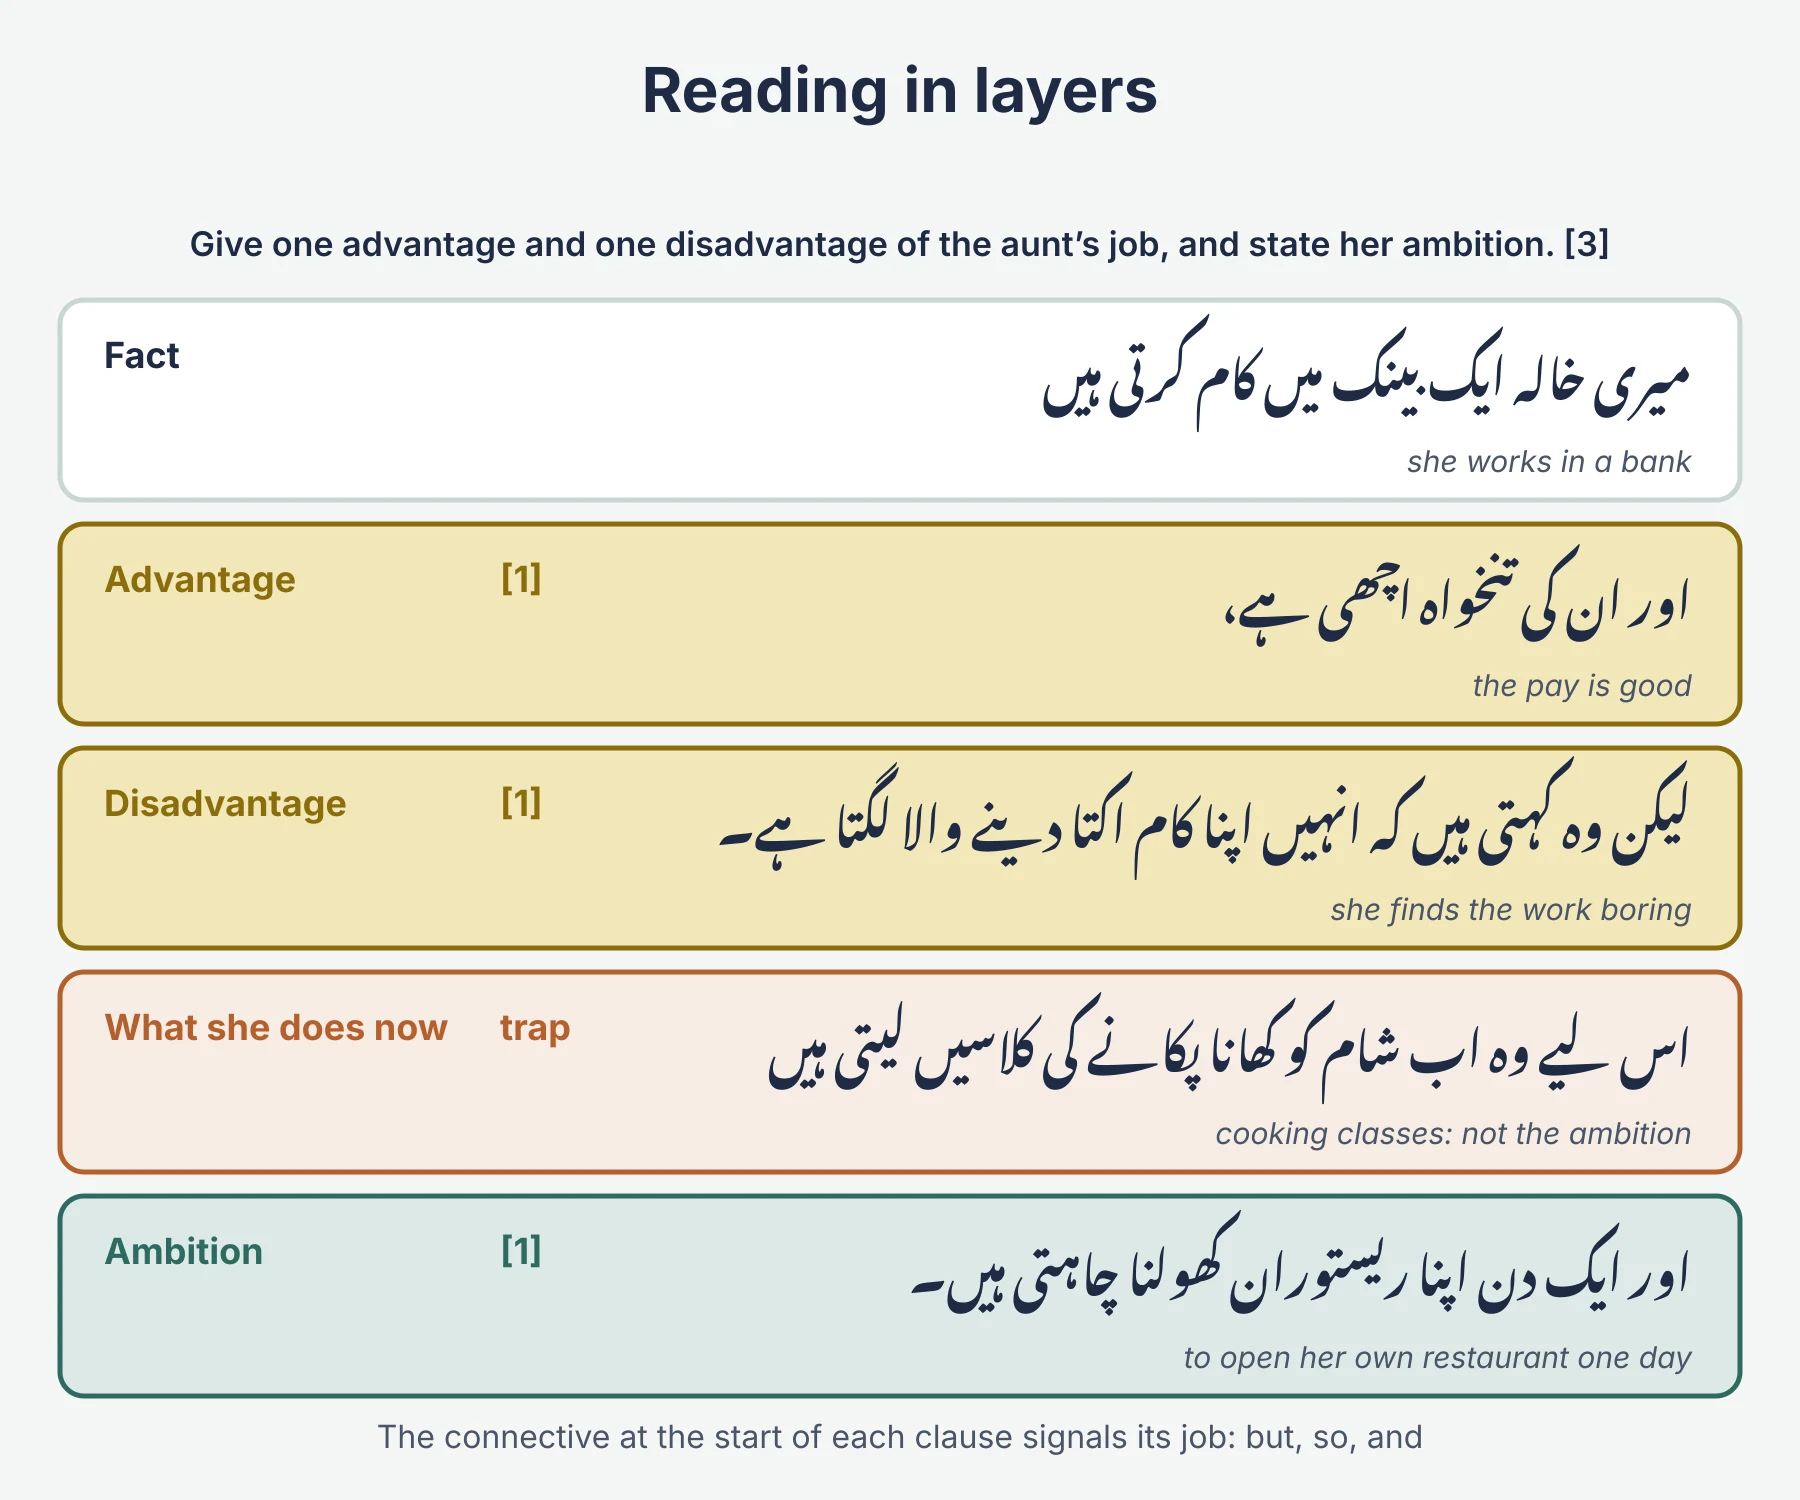 Reading in layers
Give one advantage and one disadvantage of the aunt’s job, and state her ambition. [3]
Fact
میری خالہ ایک بینک میں کام کرتی ہیں
she works in a bank
Advantage [1]
اور ان کی تنخواہ اچھی ہے،
the pay is good
Disadvantage [1]
لیکن وہ کہتی ہیں کہ انہیں اپنا کام اکتا دینے والا لگتا ہے۔
she finds the work boring
What she does now trap
اس لیے وہ اب شام کو کھانا پکانے کی کلاسیں لیتی ہیں
cooking classes: not the ambition
Ambition [1]
اور ایک دن اپنا ریستوران کھولنا چاہتی ہیں۔
to open her own restaurant one day
The connective at the start of each clause signals its job: but, so, and